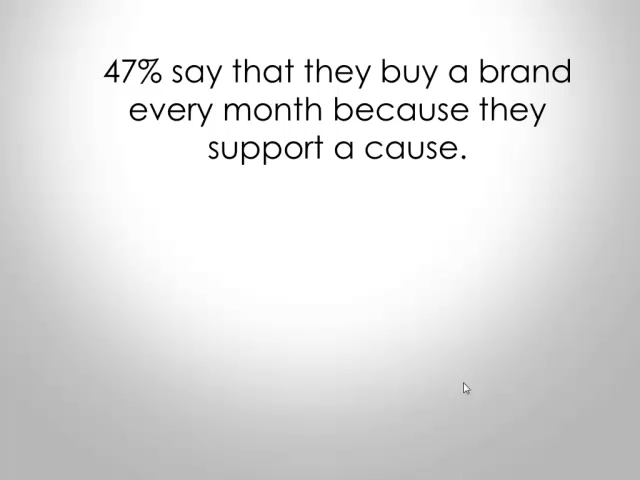 47% say that they buy a brand
every month because they
support a cause.